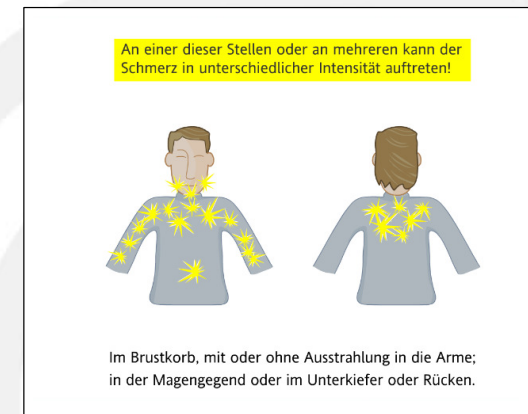 An einer dieser Stellen oder an mehreren kann der
Schmerz in unterschiedlicher Intensität auftreten!
Im Brustkorb, mit oder ohne Ausstrahlung in die Arme;
in der Magengegend oder im Unterkiefer oder Rücken.